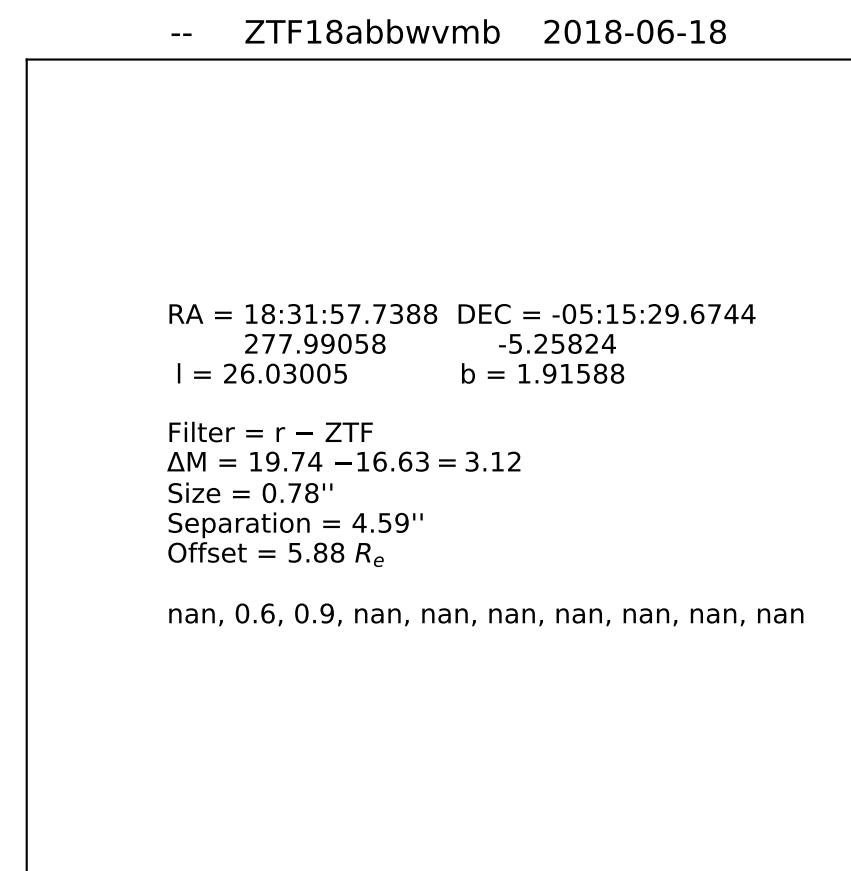 -- ZTF18abbwvmb 2018-06-18
RA = 18:31:57.7388 DEC = -05:15:29.6744
277.99058 -5.25824
l = 26.03005 b = 1.91588
Filter = r − ZTF
ΔM = 19.74 −16.63 = 3.12
Size = 0.78''
Separation = 4.59''
Offset = 5.88 Rₑ
nan, 0.6, 0.9, nan, nan, nan, nan, nan, nan, nan